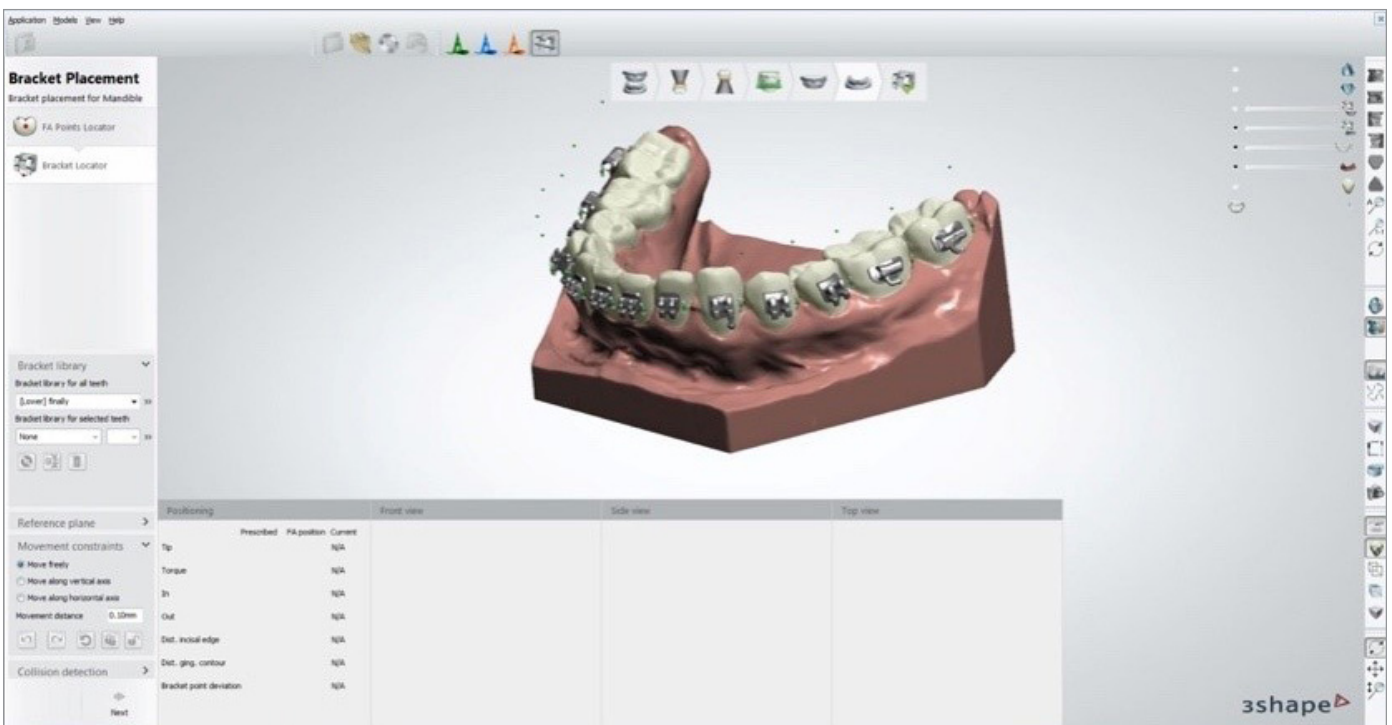 Application Models View Help
Bracket Placement
Bracket placement for Mandible
FA Points Locator
Bracket Locator
Bracket library
Bracket library for all teeth
[Lower] finally
Bracket library for selected teeth
None
Reference plane
Movement constraints
Move freely
Move along vertical axis
Move along horizontal axis
Movement distance 0.10mm
Collision detection
Next
Positioning Front view Side view Top view
Prescribed FA position Current
Tip N/A
Torque N/A
In N/A
Out N/A
Dist. incisal edge N/A
Dist. ging. contour N/A
Bracket point deviation N/A
3shape